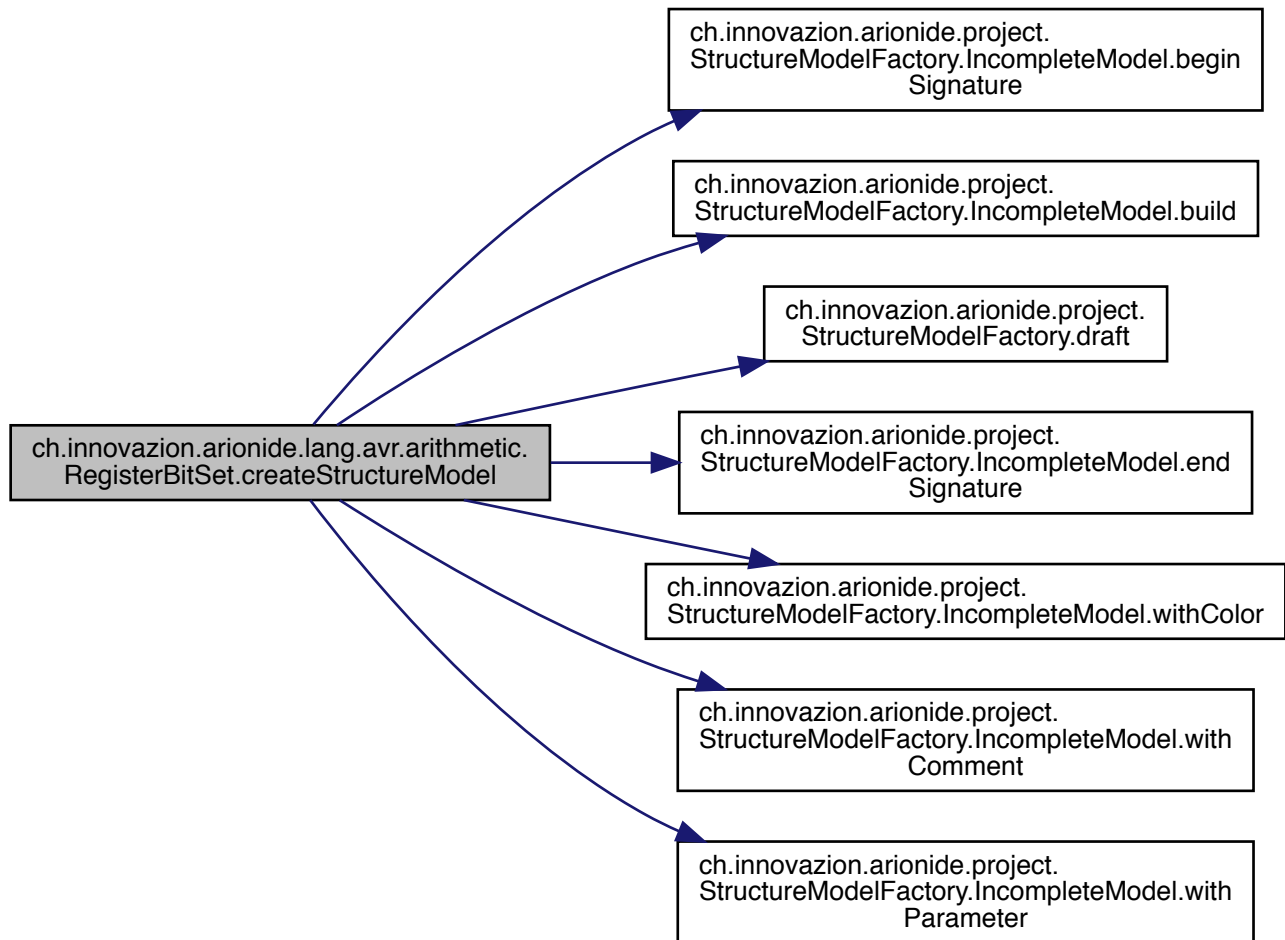 ch.innovazion.arionide.project.
StructureModelFactory.IncompleteModel.begin
Signature
ch.innovazion.arionide.project.
StructureModelFactory.IncompleteModel.build
ch.innovazion.arionide.project.
StructureModelFactory.draft
ch.innovazion.arionide.lang.avr.arithmetic.
RegisterBitSet.createStructureModel
ch.innovazion.arionide.project.
StructureModelFactory.IncompleteModel.end
Signature
ch.innovazion.arionide.project.
StructureModelFactory.IncompleteModel.withColor
ch.innovazion.arionide.project.
StructureModelFactory.IncompleteModel.with
Comment
ch.innovazion.arionide.project.
StructureModelFactory.IncompleteModel.with
Parameter